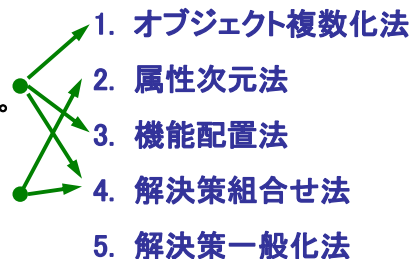 1. オブジェクト複数化法
2. 属性次元法
。
3. 機能配置法
4. 解決策組合せ法
5. 解決策一般化法